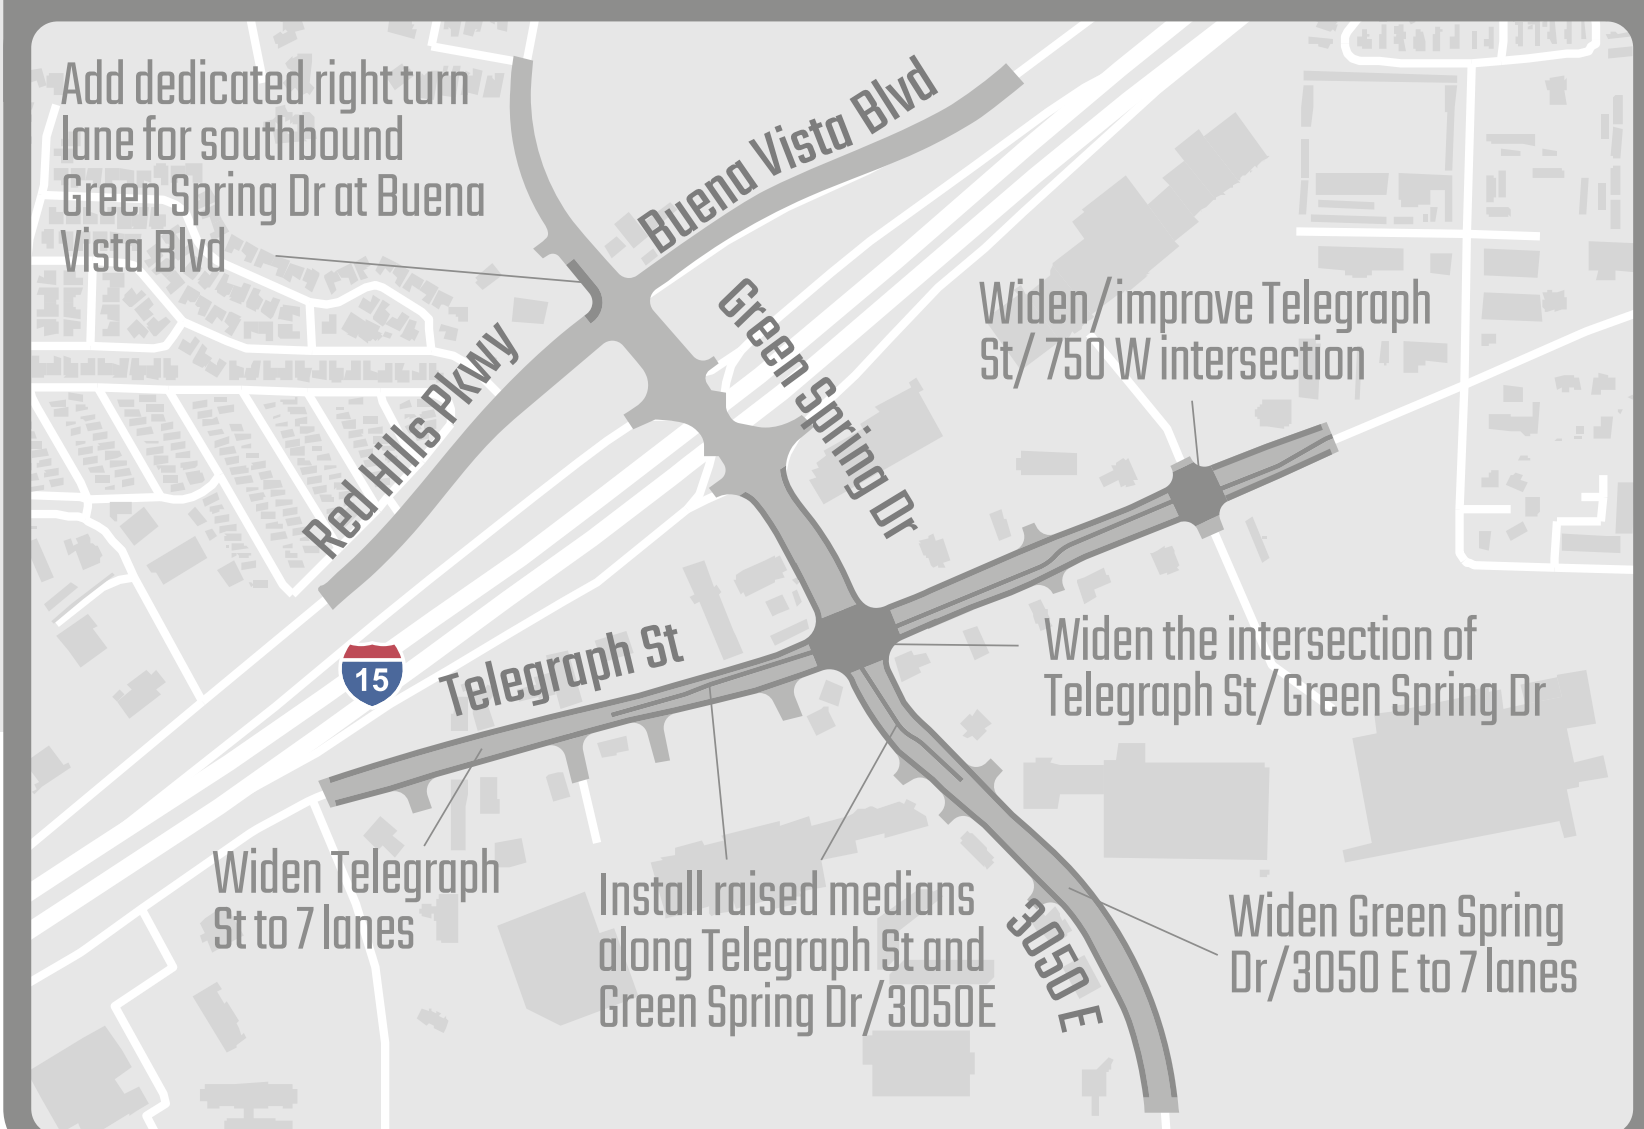 Add dedicated right turn
lane for southbound
Green Spring Dr at Buena
Vista Blvd
Buena Vista Blvd
Green Spring Dr
Widen/improve Telegraph
St/ 750 W intersection
Red Hills Pkwy
15
Telegraph St
Widen the intersection of
Telegraph St/Green Spring Dr
Widen Telegraph
St to 7 lanes
Install raised medians
along Telegraph St and
Green Spring Dr/3050E
3050 E
Widen Green Spring
Dr/3050 E to 7 lanes